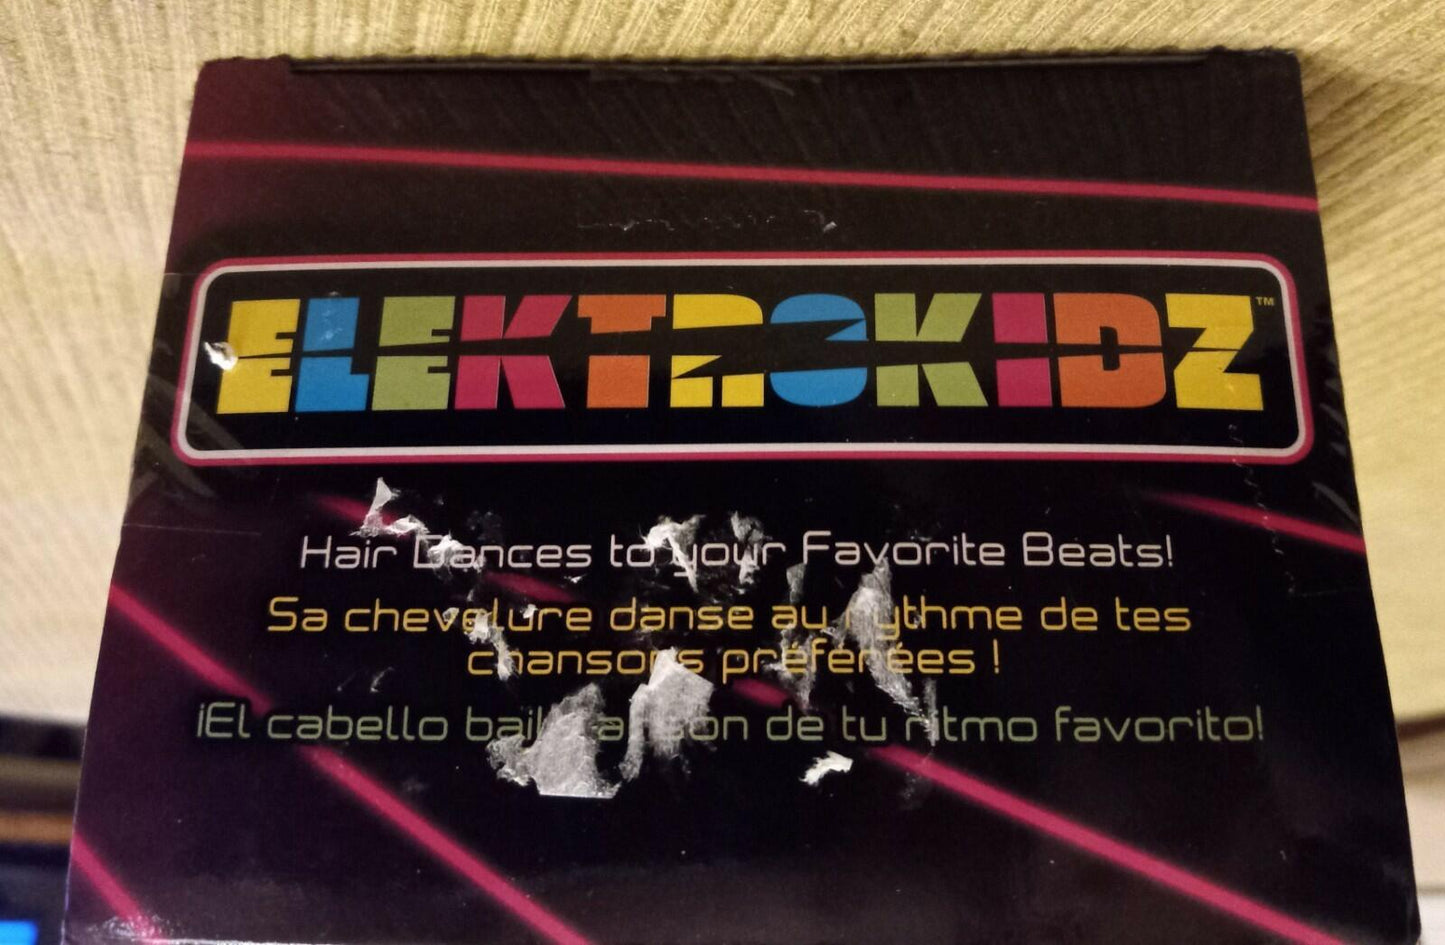 ELEKTROKIDZ™
Hair Dances to your Favorite Beats!
Sa chevelure danse au rythme de tes
chansons préférées !
¡El cabello baila al son de tu ritmo favorito!